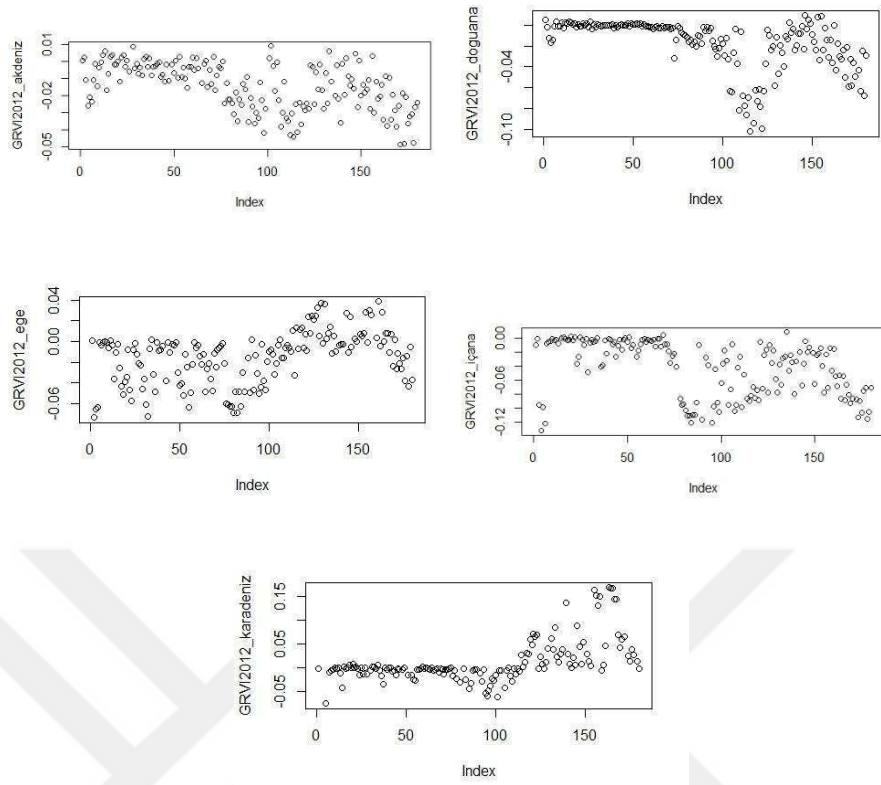 GRVI2012_akdeniz
0.01
-0.02
-0.05
0 50 100 150
Index
GRVI2012_doguana
-0.04
-0.10
0 50 100 150
Index
GRVI2012_ege
0.04
0.00
-0.06
0 50 100 150
Index
GRVI2012_içana
0.00
-0.06
-0.12
0 50 100 150
Index
GRVI2012_karadeniz
0.15
0.05
-0.05
0 50 100 150
Index